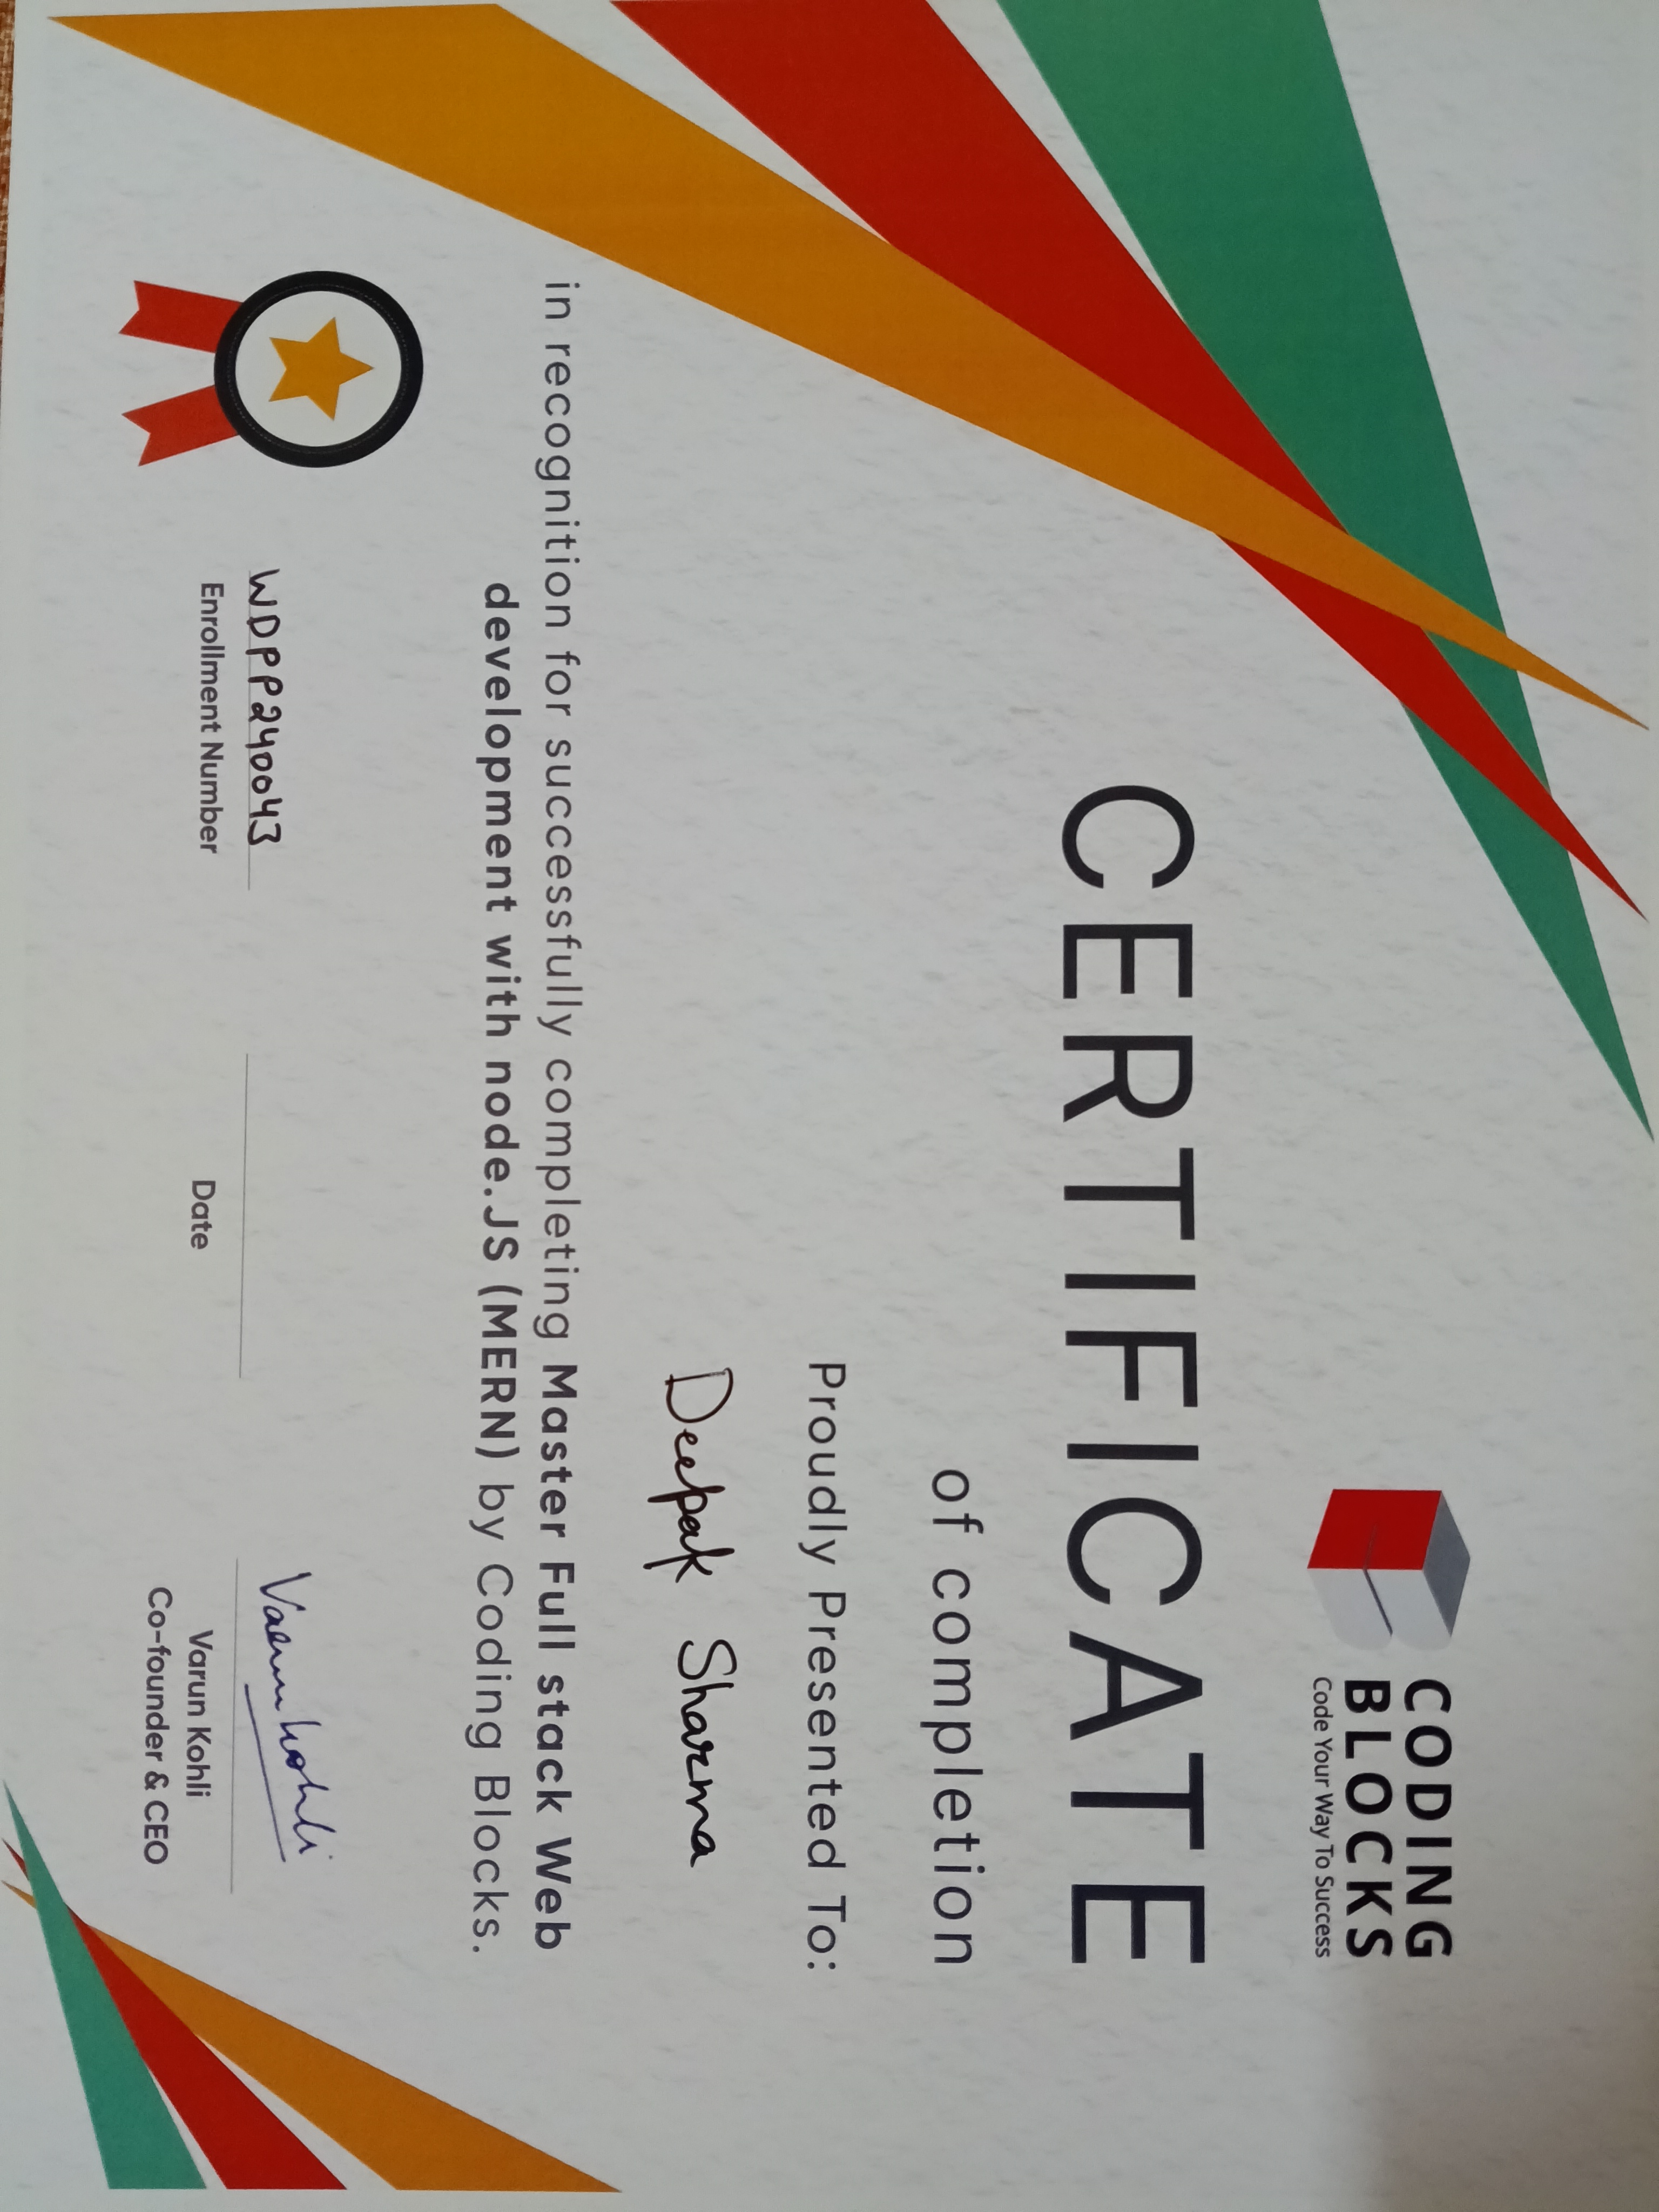 CODING
BLOCKS
Code Your Way To Success
CERTIFICATE
of completion
Proudly Presented To:
Deepak Sharma
in recognition for successfully completing Master Full stack Web
development with node.JS (MERN) by Coding Blocks.
WDPP240043
Enrollment Number
Date
Varun Kohli
Varun Kohli
Co-founder & CEO